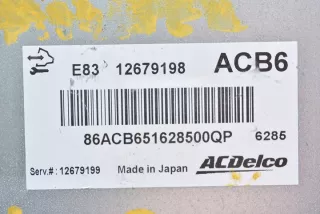 E83 12679198 ACB6
86ACB651628500QP 6285
Serv.#: 12679199 Made in Japan ACDelco